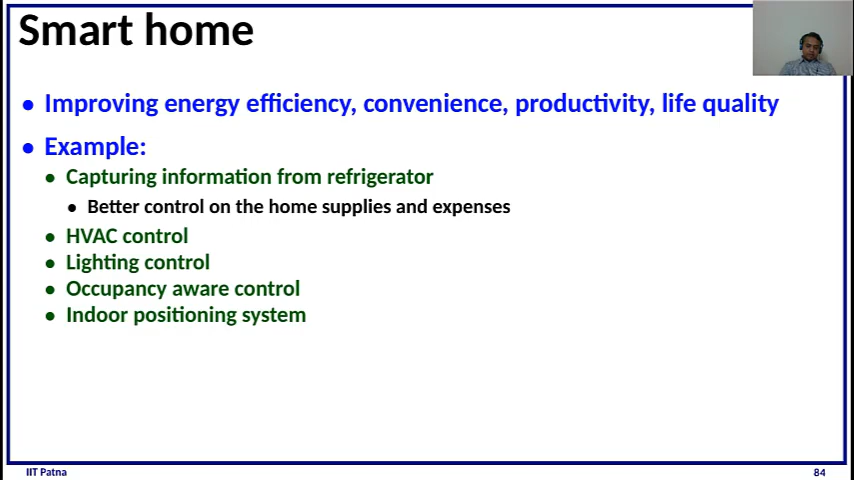 Smart home
• Improving energy efficiency, convenience, productivity, life quality
• Example:
• Capturing information from refrigerator
• Better control on the home supplies and expenses
• HVAC control
• Lighting control
• Occupancy aware control
• Indoor positioning system
IIT Patna
84